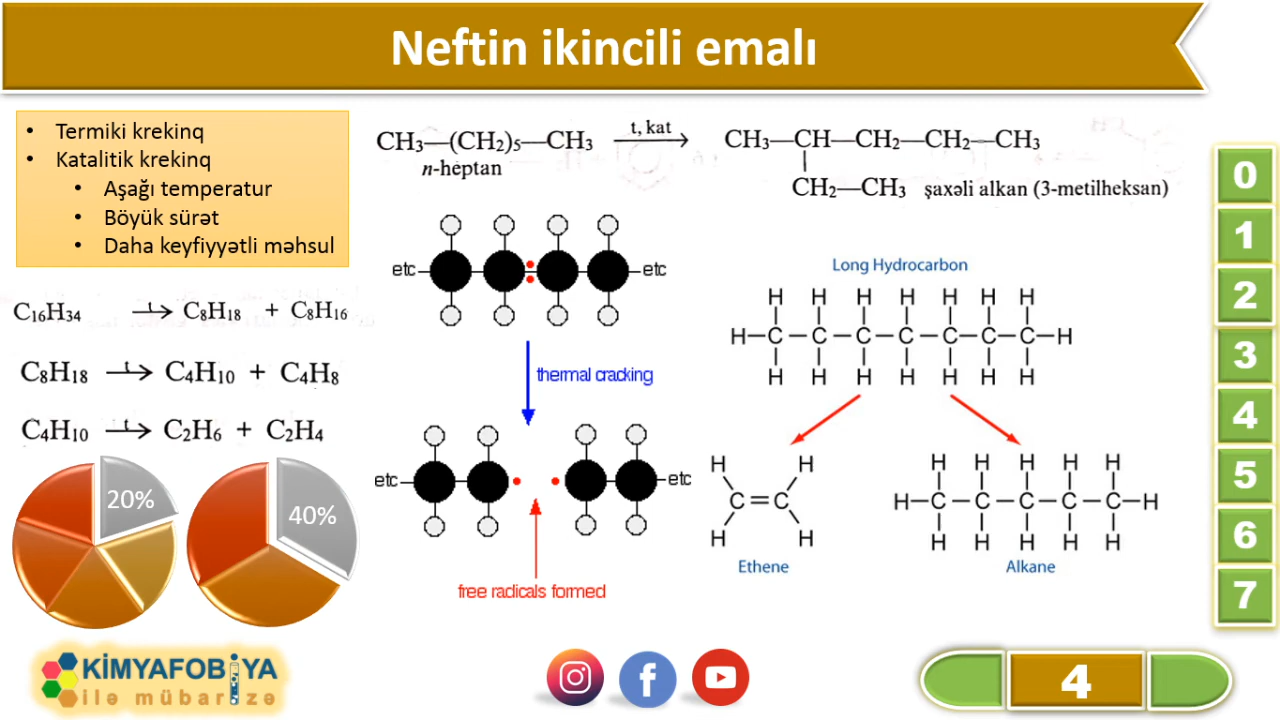 Neftin ikincili emalı
• Termiki krekinq
• Katalitik krekinq
• Aşağı temperatur
• Böyük sürət
• Daha keyfiyyətli məhsul
CH₃—(CH₂)₅—CH₃ t, kat → CH₃—CH—CH₂—CH₂—CH₃
n-heptan
CH₂—CH₃ şaxəli alkan (3-metilheksan)
C₁₆H₃₄ t→ C₈H₁₈ + C₈H₁₆
C₈H₁₈ t→ C₄H₁₀ + C₄H₈
C₄H₁₀ t→ C₂H₆ + C₂H₄
20%
40%
etc etc
thermal cracking
etc etc
free radicals formed
Long Hydrocarbon
H H H H H H H
H—C—C—C—C—C—C—C—H
H H H H H H H
H H
C=C
H H
Ethene
H H H H H
H—C—C—C—C—C—H
H H H H H
Alkane
0
1
2
3
4
5
6
7
KİMYAFOBİYA
ilə mübarizə
4